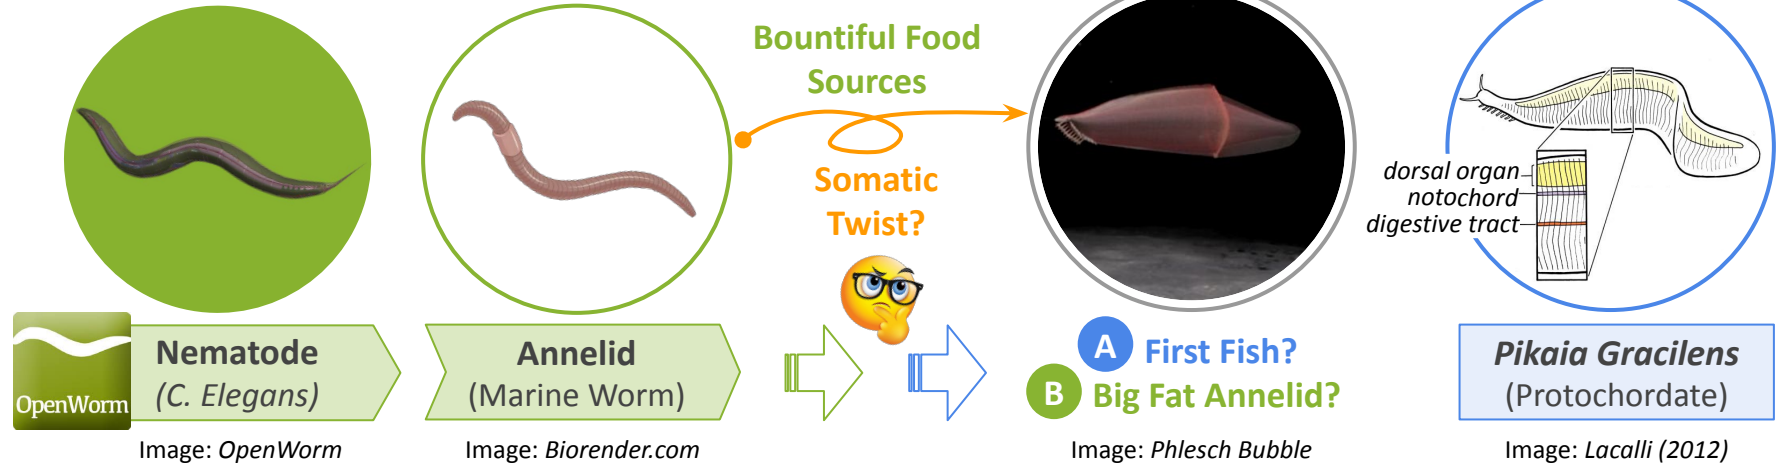 Bountiful Food
Sources
Somatic
Twist?
dorsal organ
notochord
digestive tract
OpenWorm
Nematode
(C. Elegans)
Annelid
(Marine Worm)
A First Fish?
B Big Fat Annelid?
Pikaia Gracilens
(Protochordate)
Image: OpenWorm
Image: Biorender.com
Image: Phlesch Bubble
Image: Lacalli (2012)